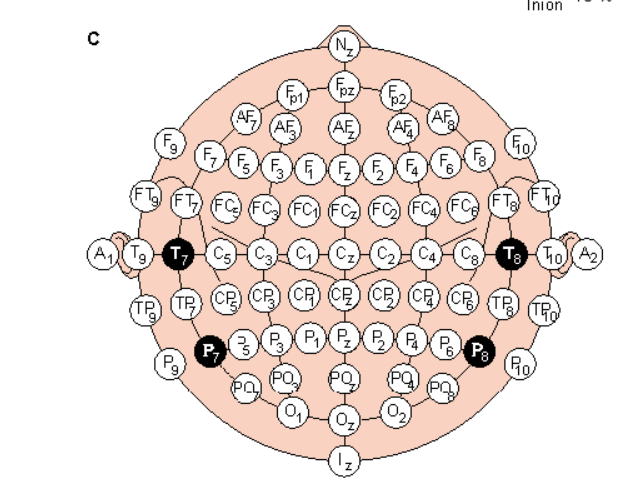 Inion
C
Nz
Fp1 Fpz Fp2
AF7 AF8
AF3 AFz AF4
F9 F10
F7 F5 F3 F1 Fz F2 F4 F6 F8
FT9 FT7 FT8 FT10
FC5 FC3 FC1 FCz FC2 FC4 FC6
A1 T9 T7 C5 C3 C1 Cz C2 C4 C8 T8 T10 A2
CP5 CP3 CP1 CPz CP2 CP4 CP6
TP9 TP7 TP8 TP10
P7 P5 P3 P1 Pz P2 P4 P6 P8
P9 P10
PO7 PO3 POz PO4 PO8
O1 Oz O2
Iz